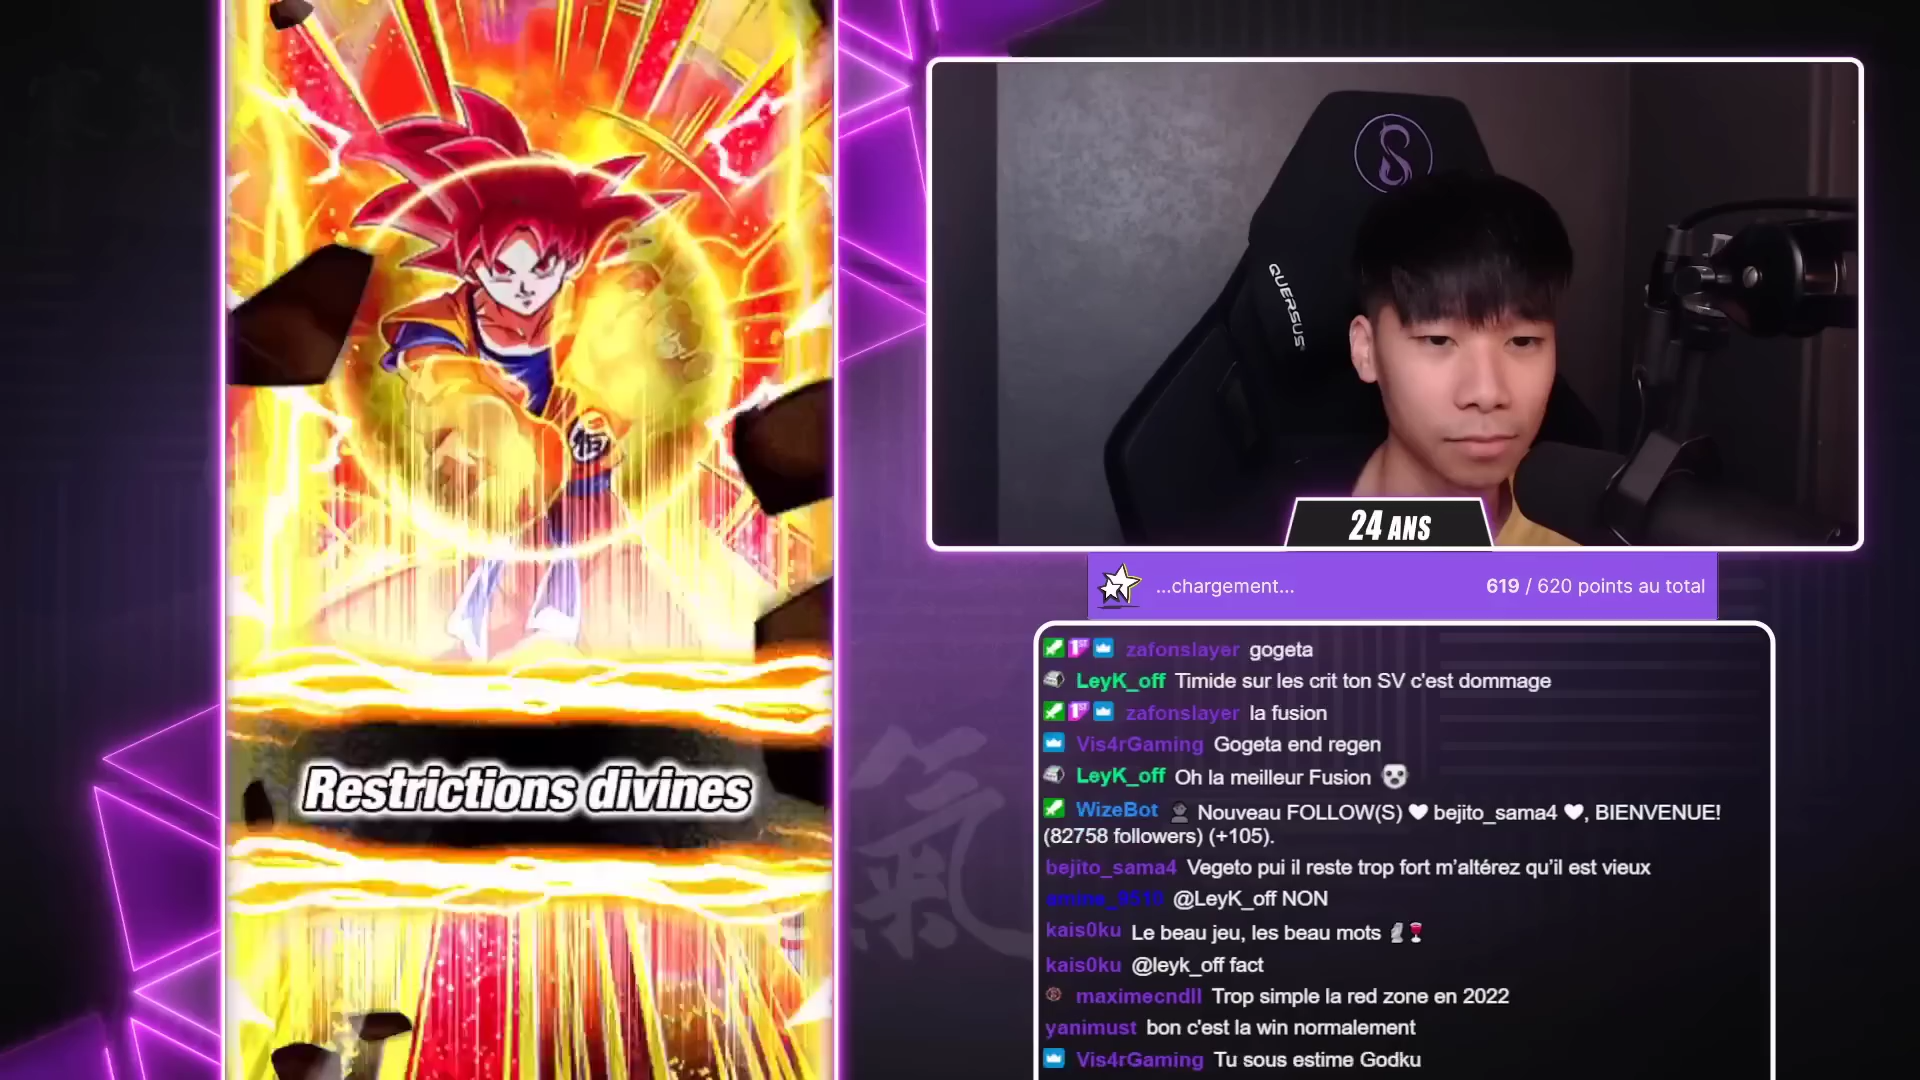 QUERSUS
24 ANS
...chargement... 619 / 620 points au total
Restrictions divines
zafonslayer gogeta
LeyK_off Timide sur les crit ton SV c'est dommage
zafonslayer la fusion
Vis4rGaming Gogeta end regen
LeyK_off Oh la meilleur Fusion
WizeBot Nouveau FOLLOW(S) ♥ bejito_sama4 ♥, BIENVENUE!
(82758 followers) (+105).
bejito_sama4 Vegeto pui il reste trop fort m’altérez qu’il est vieux
@LeyK_off NON
kais0ku Le beau jeu, les beau mots 🗿🍷
kais0ku @leyk_off fact
maximecndll Trop simple la red zone en 2022
yanimust bon c'est la win normalement
Vis4rGaming Tu sous estime Godku
氣